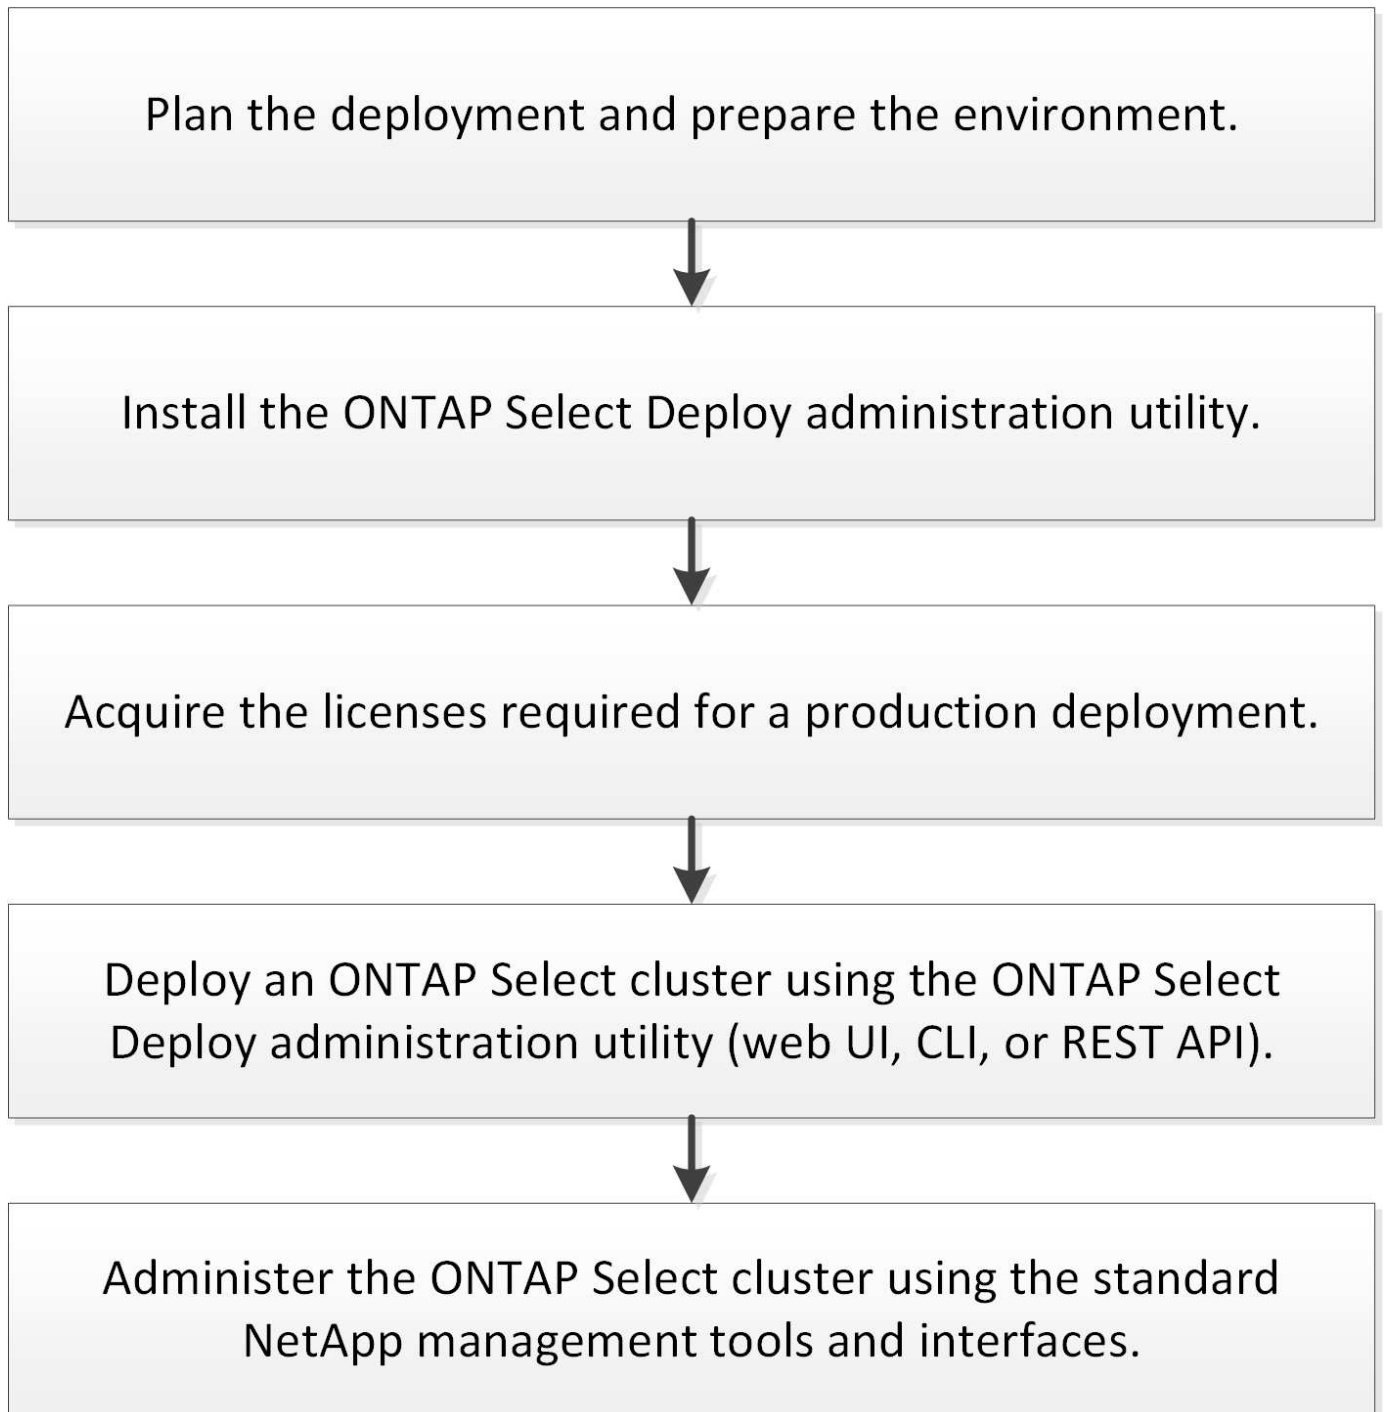 Plan the deployment and prepare the environment.
Install the ONTAP Select Deploy administration utility.
Acquire the licenses required for a production deployment.
Deploy an ONTAP Select cluster using the ONTAP Select
Deploy administration utility (web UI, CLI, or REST API).
Administer the ONTAP Select cluster using the standard
NetApp management tools and interfaces.